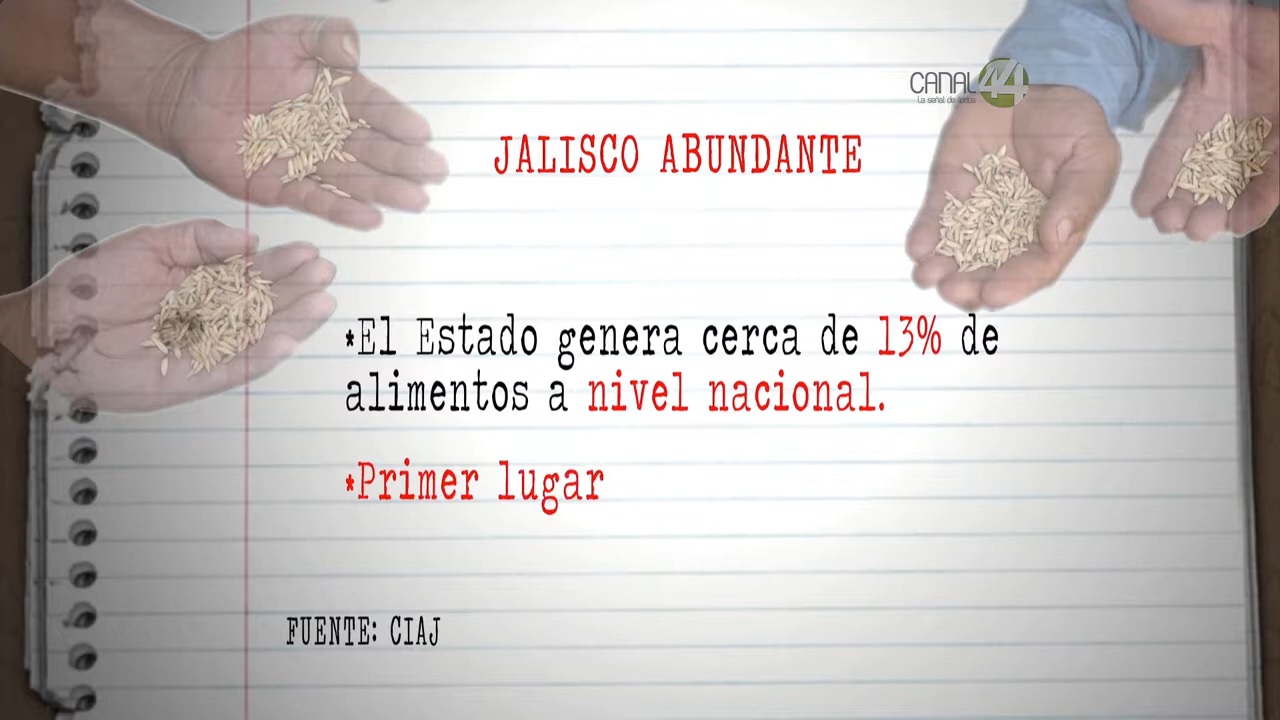 CANAL 44
La señal de todos
JALISCO ABUNDANTE
*El Estado genera cerca de 13% de
alimentos a nivel nacional.
*Primer lugar
FUENTE: CIAJ